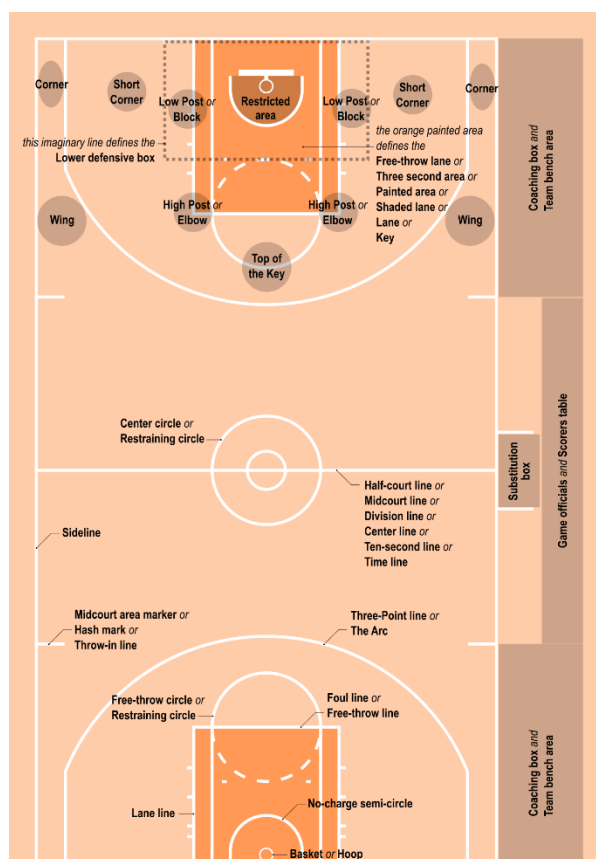 Corner
Short
Corner
Low Post or
Block
Restricted
area
Low Post or
Block
Short
Corner
Corner
this imaginary line defines the
Lower defensive box
the orange painted area
defines the
Free-throw lane or
Three second area or
Painted area or
Shaded lane or
Lane or
Key
Wing
High Post or
Elbow
High Post or
Elbow
Wing
Top of
the Key
Coaching box and
Team bench area
Center circle or
Restraining circle
Half-court line or
Midcourt line or
Division line or
Center line or
Ten-second line or
Time line
Substitution
box
Game officials and Scorers table
Sideline
Midcourt area marker or
Hash mark or
Throw-in line
Three-Point line or
The Arc
Free-throw circle or
Restraining circle
Foul line or
Free-throw line
Coaching box and
Team bench area
Lane line
No-charge semi-circle
Basket or Hoop